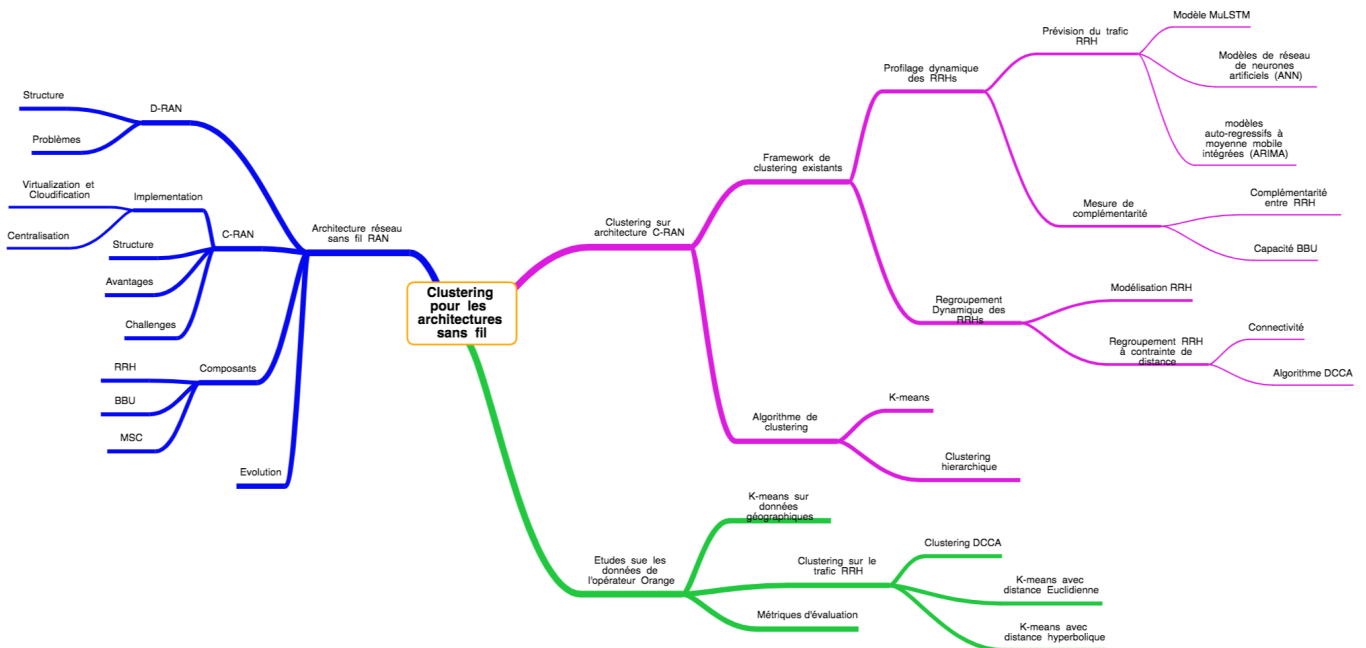 Clustering
pour les
architectures
sans fil
Architecture réseau
sans fil RAN
D-RAN
Structure
Problèmes
C-RAN
Implementation
Virtualization et
Cloudification
Centralisation
Structure
Avantages
Challenges
Composants
RRH
BBU
MSC
Evolution
Clustering sur
architecture C-RAN
Framework de
clustering existants
Profilage dynamique
des RRHs
Prévision du trafic
RRH
Modèle MuLSTM
Modèles de réseau
de neurones
artificiels (ANN)
modèles
auto-regressifs à
moyenne mobile
intégrées (ARIMA)
Mesure de
complémentarité
Complémentarité
entre RRH
Capacité BBU
Regroupement
Dynamique des
RRHs
Modélisation RRH
Regroupement RRH
à contrainte de
distance
Connectivité
Algorithme DCCA
Algorithme de
clustering
K-means
Clustering
hierarchique
Etudes sue les
données de
l'opérateur Orange
K-means sur
données
géographiques
Clustering sur le
trafic RRH
Clustering DCCA
K-means avec
distance Euclidienne
K-means avec
distance hyperbolique
Métriques d'évaluation